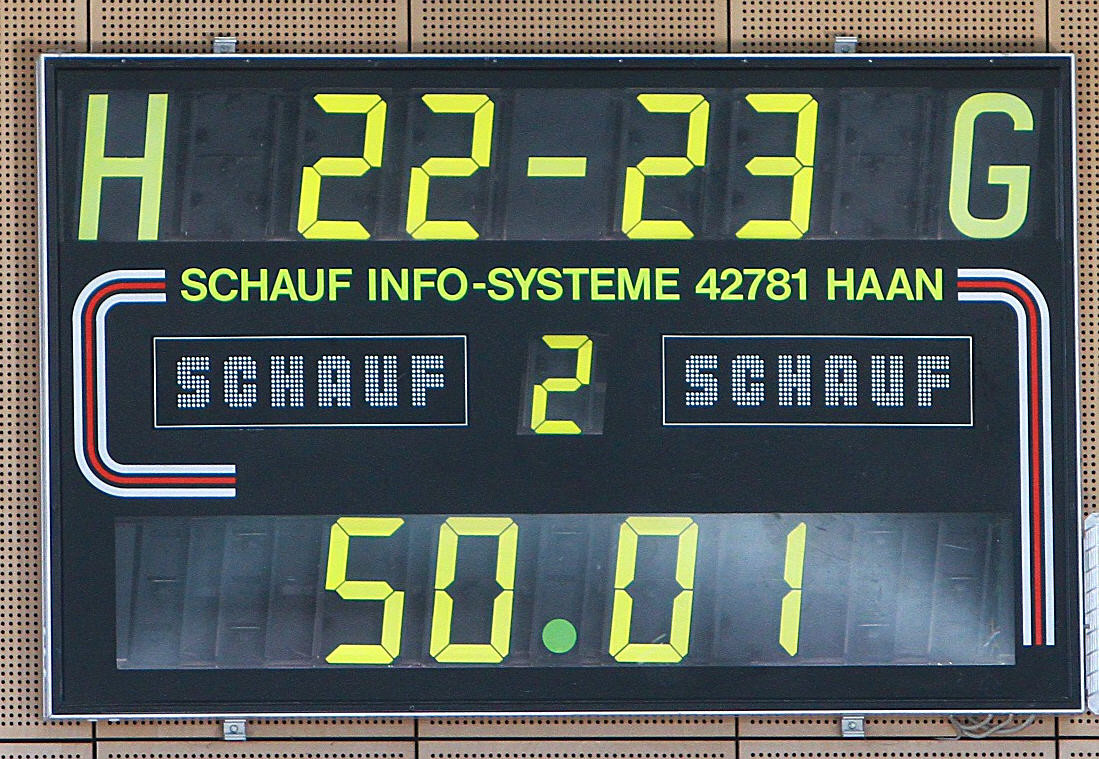 H 22-23 G
SCHAUF INFO-SYSTEME 42781 HAAN
SCHAUF 2 SCHAUF
50.01